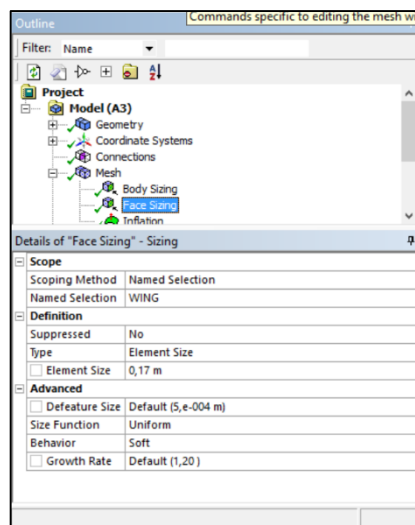 Outline
Commands specific to editing the mesh w
Filter: Name
Project
Model (A3)
Geometry
Coordinate Systems
Connections
Mesh
Body Sizing
Face Sizing
Inflation
Details of "Face Sizing" - Sizing
Scope
Scoping Method Named Selection
Named Selection WING
Definition
Suppressed No
Type Element Size
Element Size 0,17 m
Advanced
Defeature Size Default (5,e-004 m)
Size Function Uniform
Behavior Soft
Growth Rate Default (1,20 )